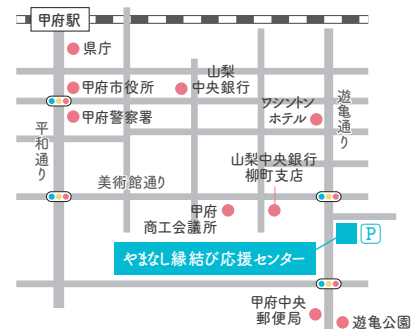 甲府駅
県庁
甲府市役所
山梨
中央銀行
甲府警察署
ワシントン
ホテル
遊亀通り
平和通り
山梨中央銀行
柳町支店
美術館通り
甲府
商工会議所
P
やまなし縁結び応援センター
甲府中央
郵便局
遊亀公園